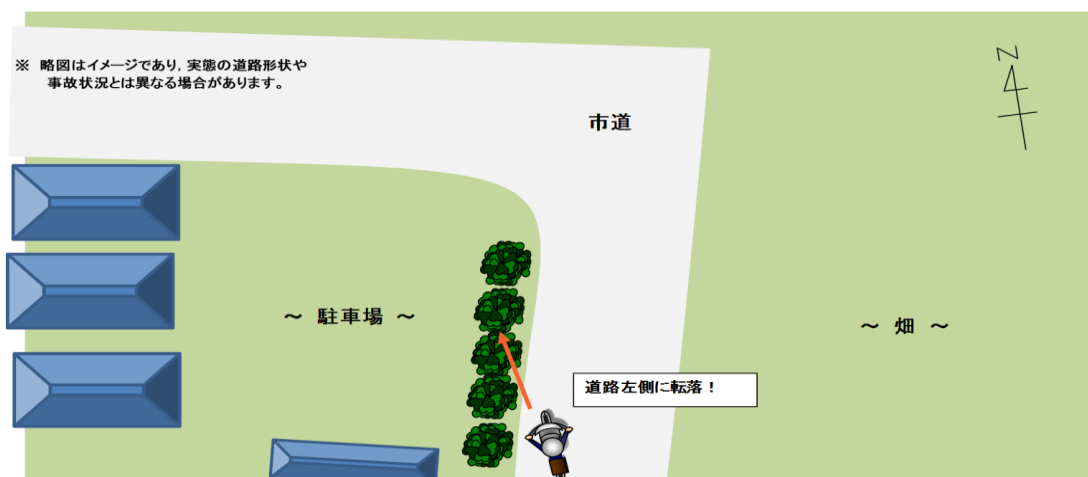 ※ 略図はイメージであり，実態の道路形状や
事故状況とは異なる場合があります。
市道
～ 駐車場 ～
～ 畑 ～
道路左側に転落！